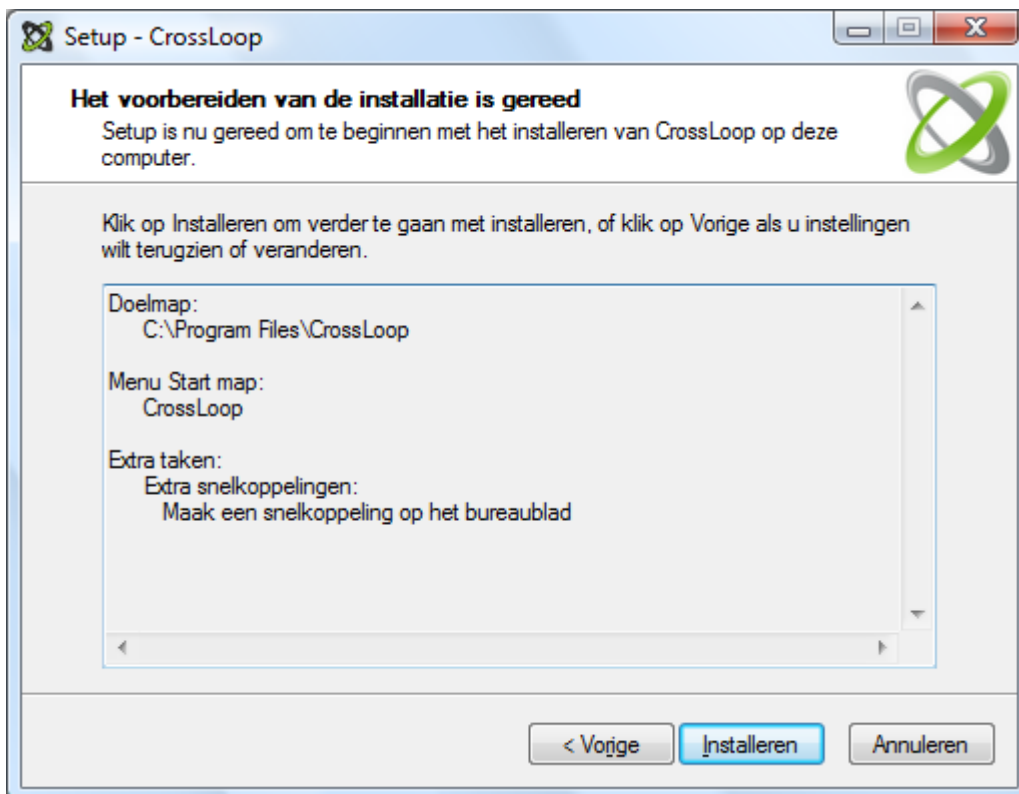 Setup - CrossLoop
Het voorbereiden van de installatie is gereed
Setup is nu gereed om te beginnen met het installeren van CrossLoop op deze
computer.
Klik op Installeren om verder te gaan met installeren, of klik op Vorige als u instellingen
wilt terugzien of veranderen.
Doelmap:
C:\Program Files\CrossLoop
Menu Start map:
CrossLoop
Extra taken:
Extra snelkoppelingen:
Maak een snelkoppeling op het bureaublad
< Vorige
Installeren
Annuleren